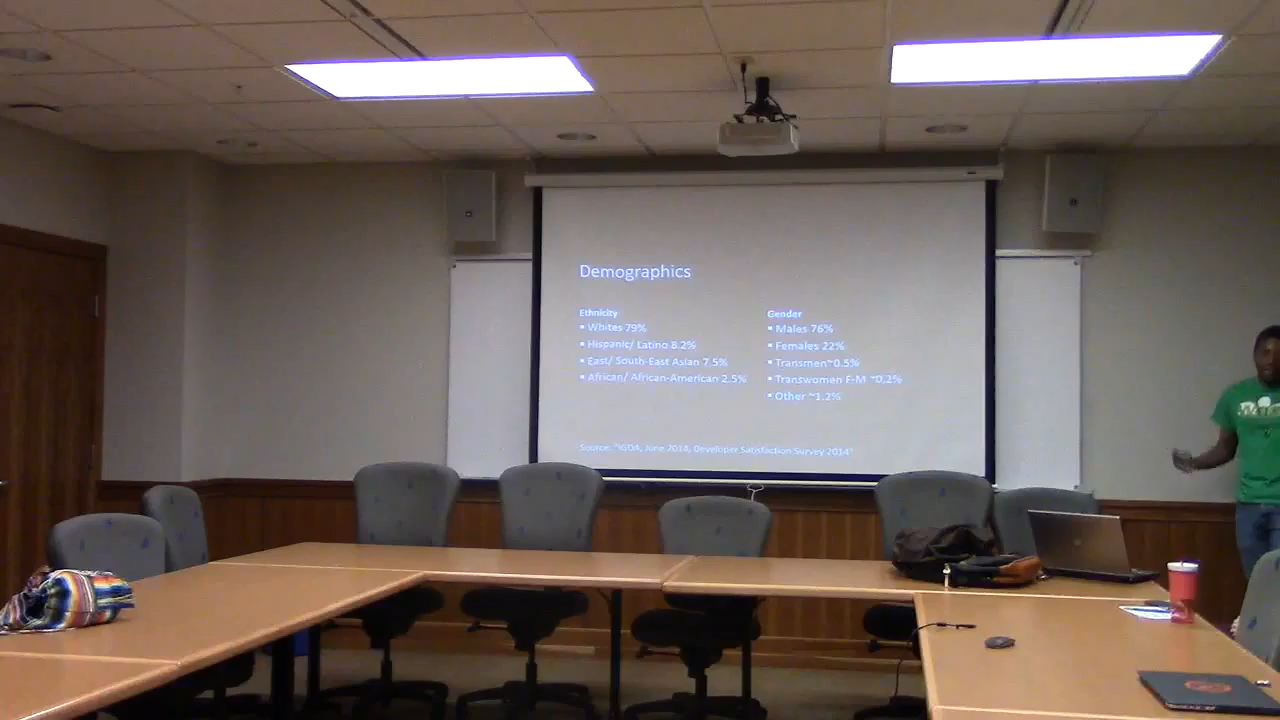 Demographics
Ethnicity
▪ Whites 79%
▪ Hispanic/ Latino 8.2%
▪ East/ South-East Asian 7.5%
▪ African/ African-American 2.5%
Gender
▪ Males 76%
▪ Females 22%
▪ Transmen~0.5%
▪ Transwomen F-M ~0.2%
▪ Other ~1.2%
Source: "IGDA, June 2014, Developer Satisfaction Survey 2014"